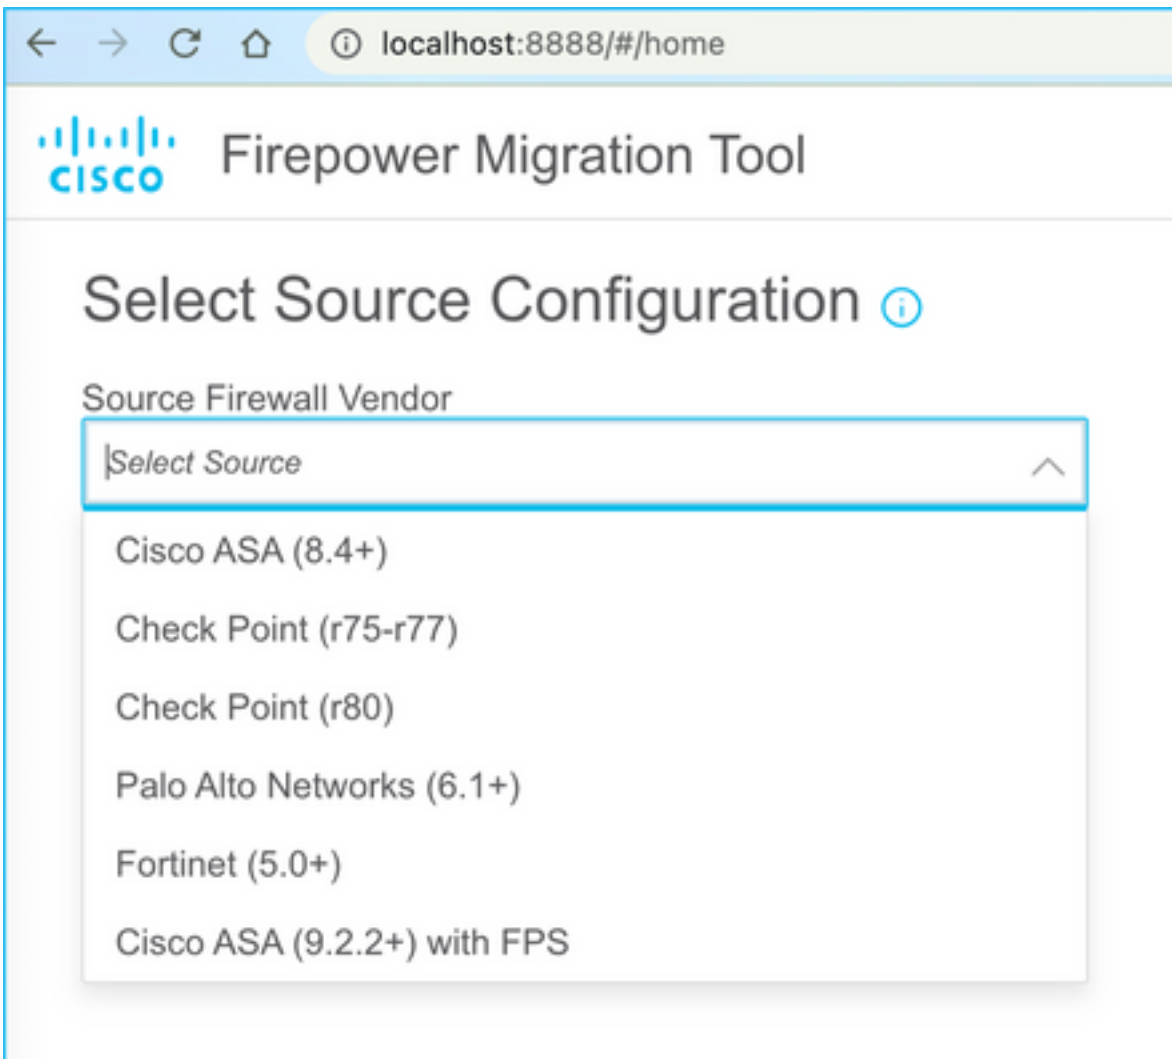 localhost:8888/#/home
CISCO Firepower Migration Tool
Select Source Configuration
Source Firewall Vendor
Select Source
Cisco ASA (8.4+)
Check Point (r75-r77)
Check Point (r80)
Palo Alto Networks (6.1+)
Fortinet (5.0+)
Cisco ASA (9.2.2+) with FPS